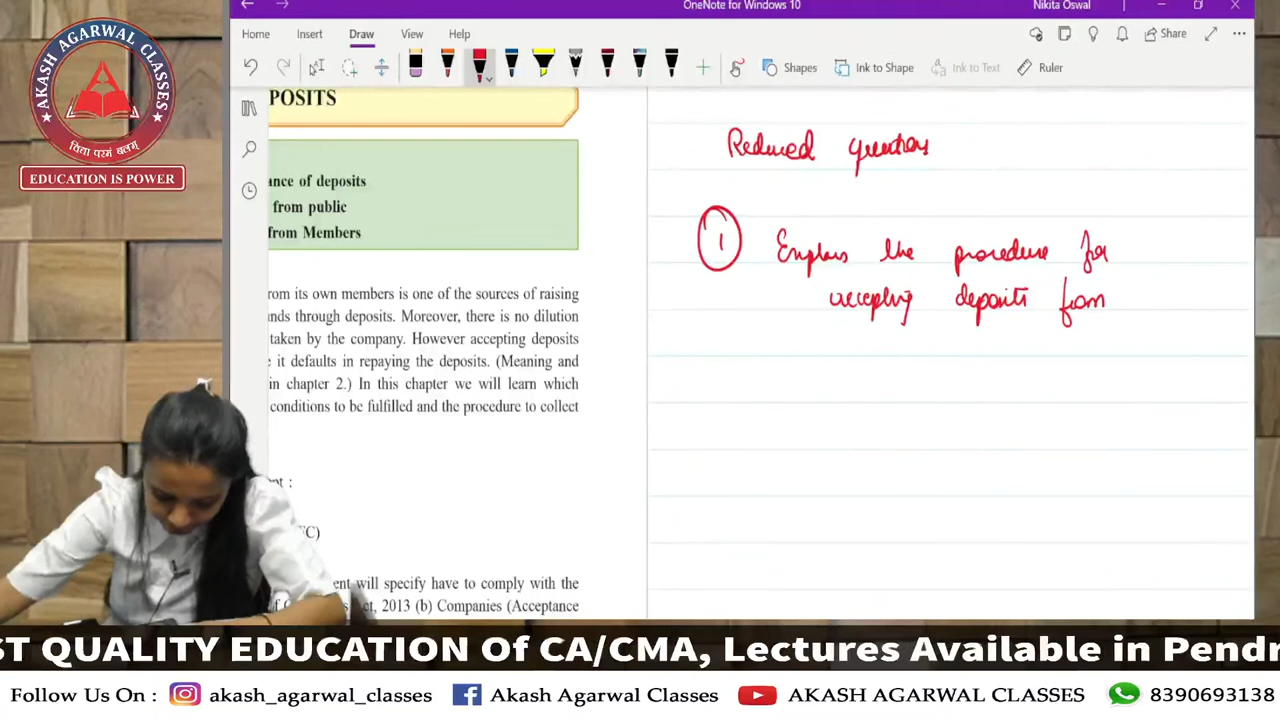 OneNote for Windows 10
Nikita Oswal
Home Insert Draw View Help
Share
Shapes Ink to Shape Ink to Text Ruler
AKASH AGARWAL CLASSES
विद्या परमं बलम्
EDUCATION IS POWER
POSITS
ance of deposits
from public
from Members
rom its own members is one of the sources of raising
nds through deposits. Moreover, there is no dilution
taken by the company. However accepting deposits
e it defaults in repaying the deposits. (Meaning and
in chapter 2.) In this chapter we will learn which
conditions to be fulfilled and the procedure to collect
pt :
FC)
ent will specify have to comply with the
ct, 2013 (b) Companies (Acceptance
Reduced questions
1 Explain the procedure for
accepting deposits from
ST QUALITY EDUCATION Of CA/CMA, Lectures Available in Pendr
Follow Us On : akash_agarwal_classes Akash Agarwal Classes AKASH AGARWAL CLASSES 8390693138